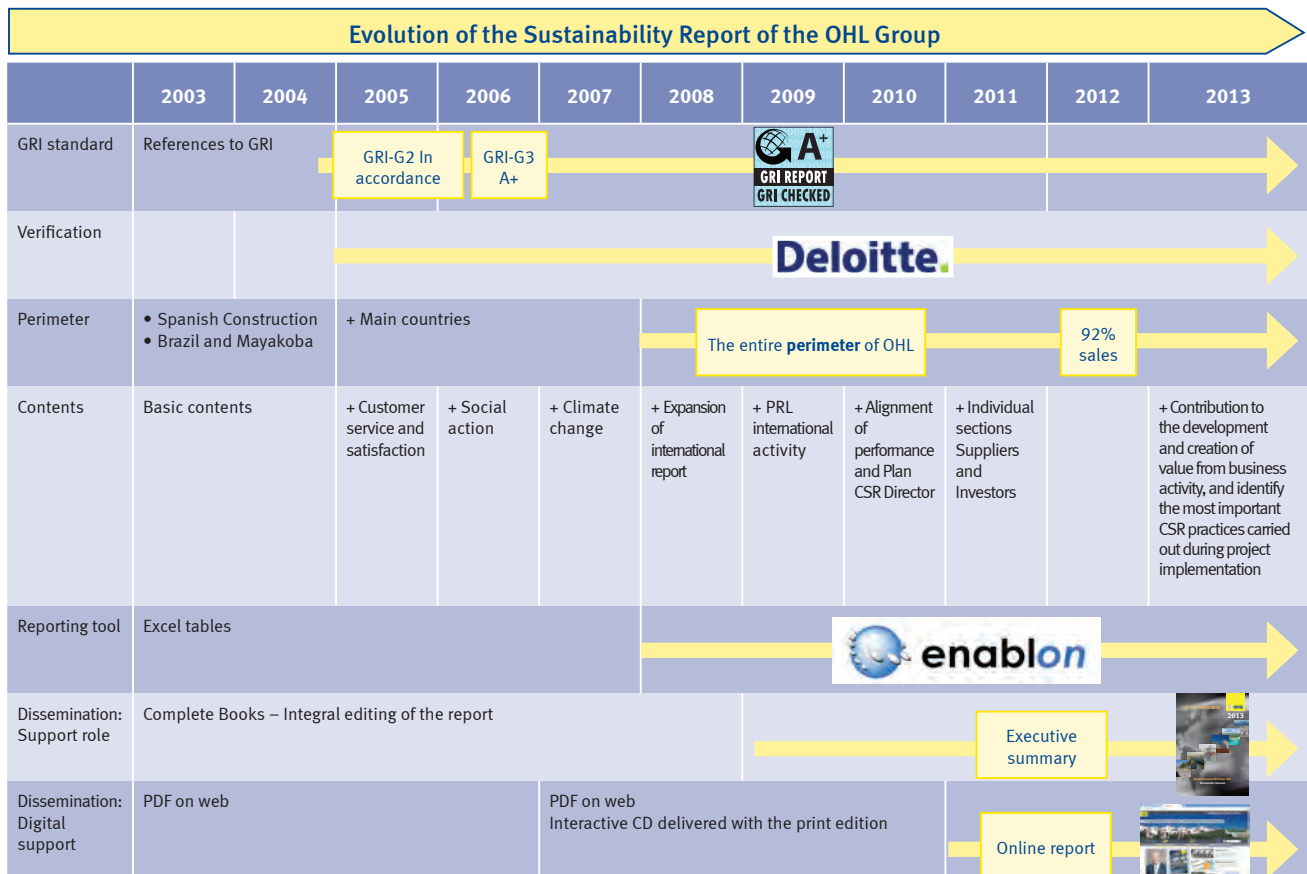 Evolution of the Sustainability Report of the OHL Group
2003 2004 2005 2006 2007 2008 2009 2010 2011 2012 2013
GRI standard
References to GRI
GRI-G2 In
accordance
GRI-G3
A+
A+
GRI REPORT
GRI CHECKED
Verification
Deloitte.
Perimeter
• Spanish Construction
• Brazil and Mayakoba
+ Main countries
The entire perimeter of OHL
92%
sales
Contents
Basic contents
+ Customer
service and
satisfaction
+ Social
action
+ Climate
change
+ Expansion
of
international
report
+ PRL
international
activity
+ Alignment
of
performance
and Plan
CSR Director
+ Individual
sections
Suppliers
and
Investors
+ Contribution to
the development
and creation of
value from business
activity, and identify
the most important
CSR practices carried
out during project
implementation
Reporting tool
Excel tables
enablon
Dissemination:
Support role
Complete Books – Integral editing of the report
Executive
summary
2013
Dissemination:
Digital
support
PDF on web
PDF on web
Interactive CD delivered with the print edition
Online report